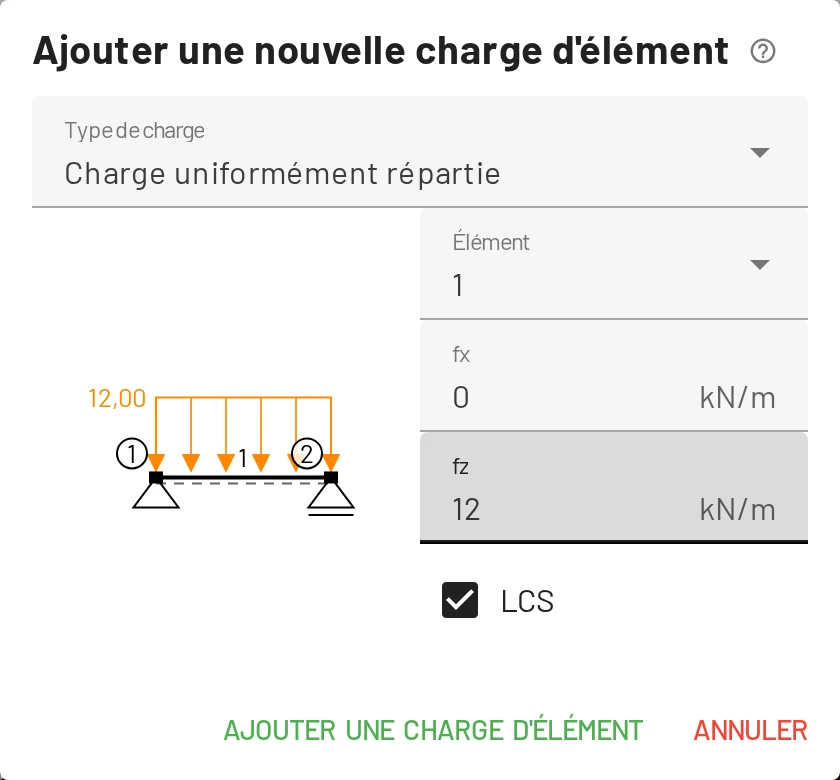 Ajouter une nouvelle charge d'élément ?
Type de charge
Charge uniformément répartie
Élément
1
fx
0 kN/m
12,00
1 1 2
fz
12 kN/m
LCS
AJOUTER UNE CHARGE D'ÉLÉMENT ANNULER